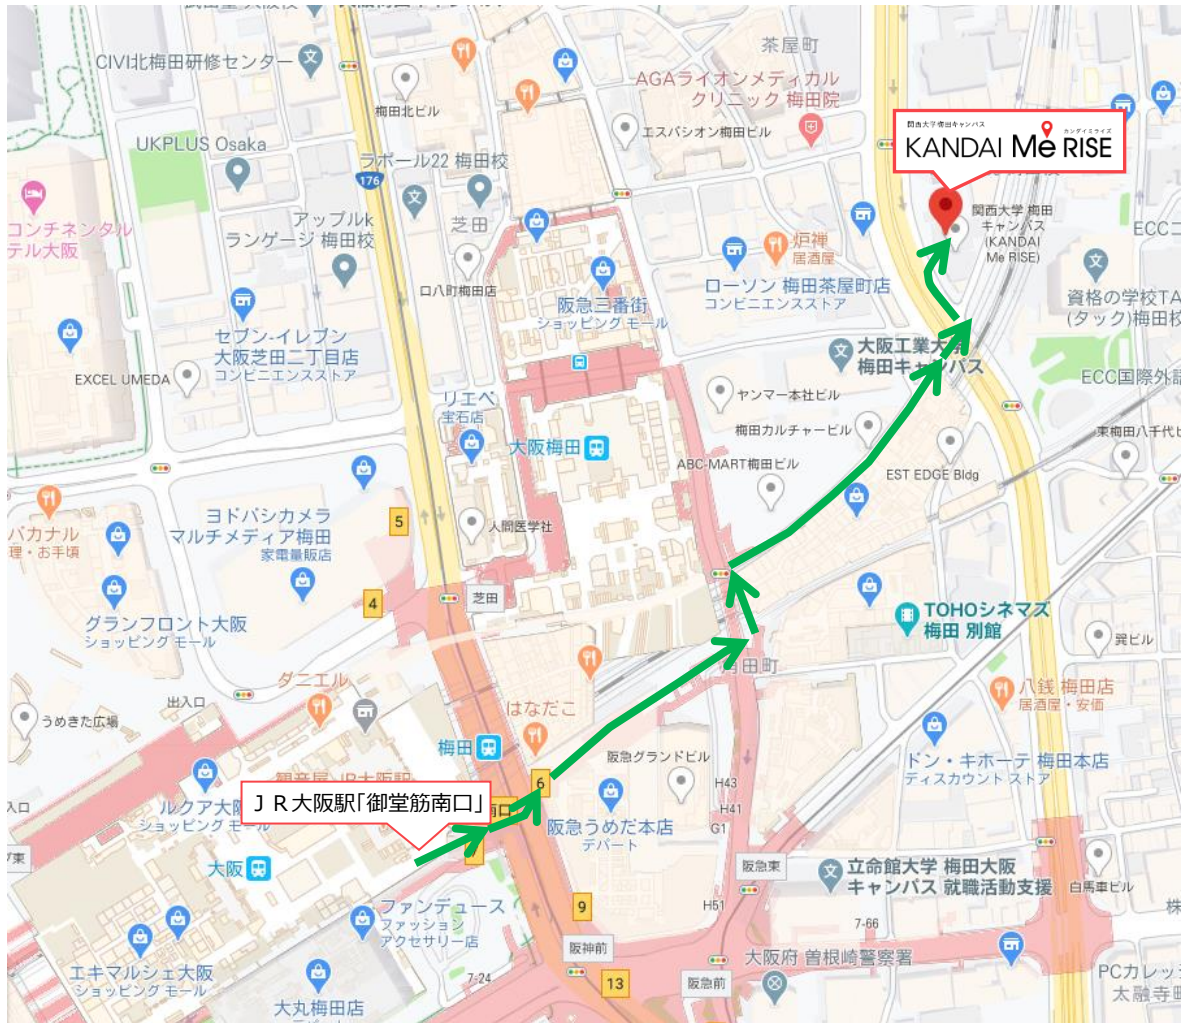 CIVI北梅田研修センター
茶屋町
梅田北ビル
AGAライオンメディカル
クリニック 梅田院
エスパシオン梅田ビル
UKPLUS Osaka
ラポール22 梅田校
176
関西大学梅田キャンパス
カンダイミライズ
KANDAI Me RISE
コンチネンタル
テル大阪
アップルk
ランゲージ 梅田校
芝田
関西大学 梅田
キャンパス
(KANDAI
Me RISE)
ECCコ
炉禅
居酒屋
ローソン 梅田茶屋町店
コンビニエンスストア
ロ八町梅田店
阪急三番街
ショッピング モール
資格の学校TA
(タック)梅田校
セブン-イレブン
大阪芝田二丁目店
コンビニエンスストア
大阪工業大学
梅田キャンパス
EXCEL UMEDA
ECC国際外語
リエベ
宝石店
ヤンマー本社ビル
梅田カルチャービル
東梅田八千代ビ
大阪梅田
ABC-MART梅田ビル
EST EDGE Bldg
バカナル
理・お手頃
ヨドバシカメラ
マルチメディア梅田
家電量販店
5
人間医学社
4
芝田
グランフロント大阪
ショッピング モール
TOHOシネマズ
梅田 別館
巽ビル
角田町
ダニエル
出入口
うめきた広場
はなだこ
八銭 梅田店
居酒屋・安価
梅田
阪急グランドビル
ドン・キホーテ 梅田本店
ディスカウント ストア
6
H43
H41
G1
入口
ルクア大阪
ショッピング モール
ＪＲ大阪駅「御堂筋南口」
南口
阪急うめだ本店
デパート
大阪
阪急東
立命館大学 梅田大阪
キャンパス 就職活動支援
白馬車ビル
ファンデュース
ファッション
アクセサリー店
9
H51
7-66
株
阪神前
エキマルシェ大阪
ショッピング モール
7-24
13
阪急前
大阪府 曽根崎警察署
PCカレッジ
太融寺町
大丸梅田店